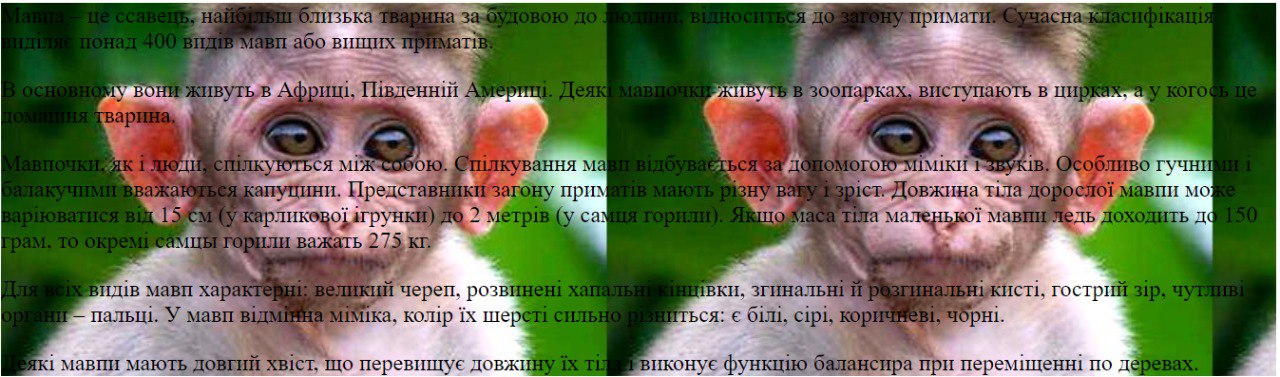 Мавпа – це ссавець, найбільш близька тварина за будовою до людини, відноситься до загону примати. Сучасна класифікація
виділяє понад 400 видів мавп або вищих приматів.
В основному вони живуть в Африці, Південній Америці. Деякі мавпочки живуть в зоопарках, виступають в цирках, а у когось це
домашня тварина.
Мавпочки, як і люди, спілкуються між собою. Спілкування мавп відбувається за допомогою міміки і звуків. Особливо гучними і
балакучими вважаються капуцини. Представники загону приматів мають різну вагу і зріст. Довжина тіла дорослої мавпи може
варіюватися від 15 см (у карликової ігрунки) до 2 метрів (у самця горили). Якщо маса тіла маленької мавпи ледь доходить до 150
грам, то окремі самцы горили важать 275 кг.
Для всіх видів мавп характерні: великий череп, розвинені хапальні кінцівки, згинальні й розгинальні кисті, гострий зір, чутливі
органи – пальці. У мавп відмінна міміка, колір їх шерсті сильно різниться: є білі, сірі, коричневі, чорні.
Деякі мавпи мають довгий хвіст, що перевищує довжину їх тіла і виконує функцію балансира при переміщенні по деревах.